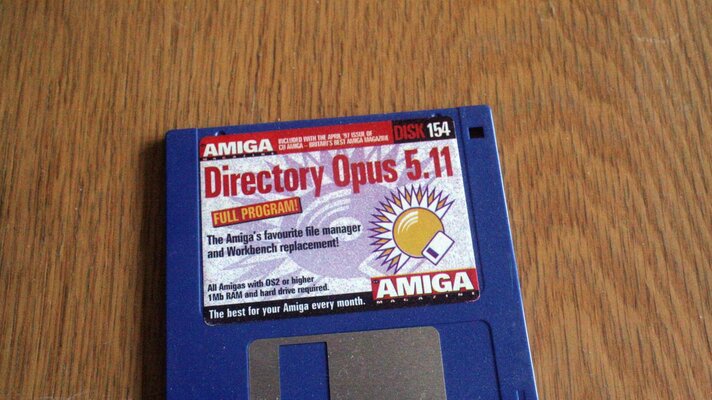 AMIGA
INCLUDED WITH THE APRIL '97 ISSUE OF
CU AMIGA – BRITAIN'S BEST AMIGA MAGAZINE
DISK 154
Directory Opus 5.11
FULL PROGRAM!
The Amiga's favourite file manager
and Workbench replacement!
All Amigas with OS2 or higher
1Mb RAM and hard drive required.
AMIGA
MAGAZINE
The best for your Amiga every month.